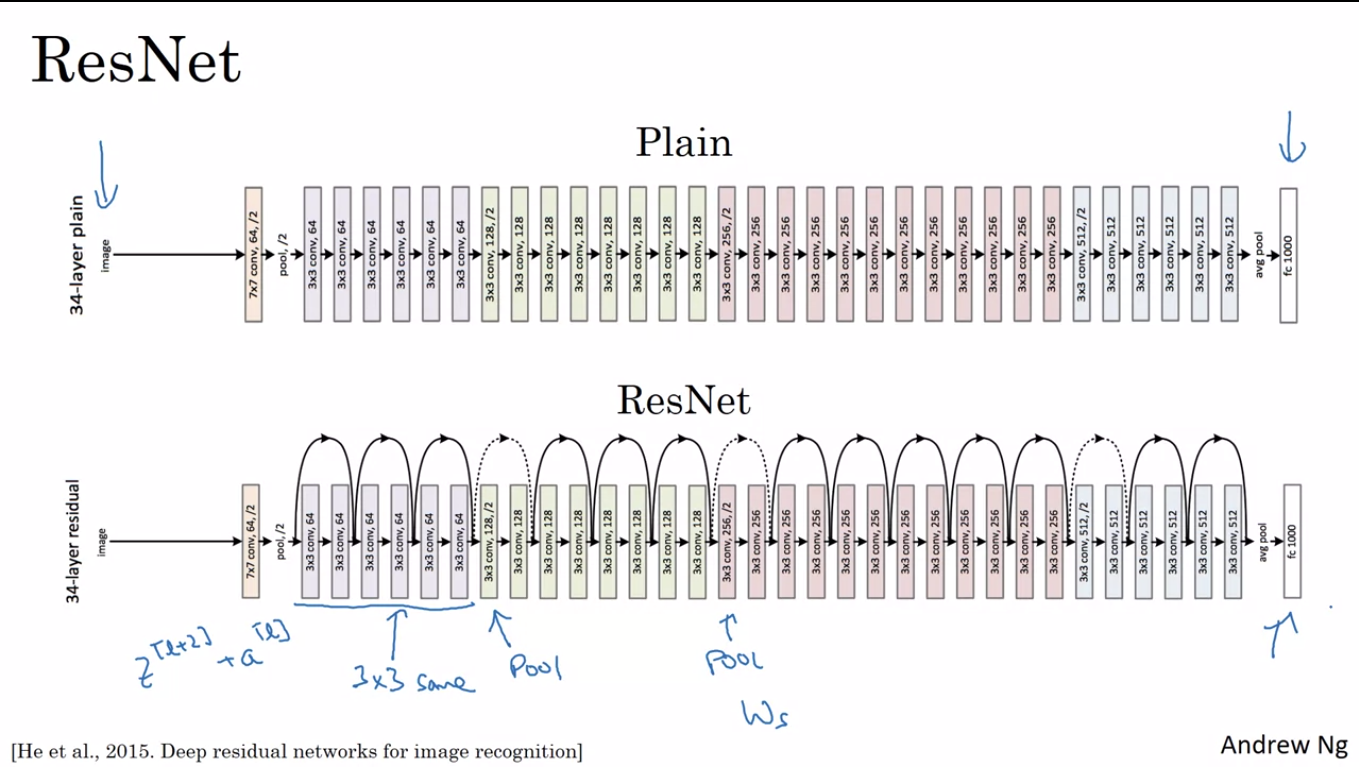 ResNet
Plain
34-layer plain
image
7x7 conv, 64, /2
pool, /2
3x3 conv, 64
3x3 conv, 64
3x3 conv, 64
3x3 conv, 64
3x3 conv, 64
3x3 conv, 64
3x3 conv, 128, /2
3x3 conv, 128
3x3 conv, 128
3x3 conv, 128
3x3 conv, 128
3x3 conv, 128
3x3 conv, 128
3x3 conv, 128
3x3 conv, 256, /2
3x3 conv, 256
3x3 conv, 256
3x3 conv, 256
3x3 conv, 256
3x3 conv, 256
3x3 conv, 256
3x3 conv, 256
3x3 conv, 256
3x3 conv, 256
3x3 conv, 256
3x3 conv, 256
3x3 conv, 512, /2
3x3 conv, 512
3x3 conv, 512
3x3 conv, 512
3x3 conv, 512
3x3 conv, 512
avg pool
fc 1000
ResNet
34-layer residual
image
7x7 conv, 64, /2
pool, /2
3x3 conv, 64
3x3 conv, 64
3x3 conv, 64
3x3 conv, 64
3x3 conv, 64
3x3 conv, 64
3x3 conv, 128, /2
3x3 conv, 128
3x3 conv, 128
3x3 conv, 128
3x3 conv, 128
3x3 conv, 128
3x3 conv, 128
3x3 conv, 128
3x3 conv, 256, /2
3x3 conv, 256
3x3 conv, 256
3x3 conv, 256
3x3 conv, 256
3x3 conv, 256
3x3 conv, 256
3x3 conv, 256
3x3 conv, 256
3x3 conv, 256
3x3 conv, 256
3x3 conv, 256
3x3 conv, 512, /2
3x3 conv, 512
3x3 conv, 512
3x3 conv, 512
3x3 conv, 512
3x3 conv, 512
avg pool
fc 1000
z^[l+2] + a^[l]
3x3 same
Pool
Pool
Ws
[He et al., 2015. Deep residual networks for image recognition]
Andrew Ng